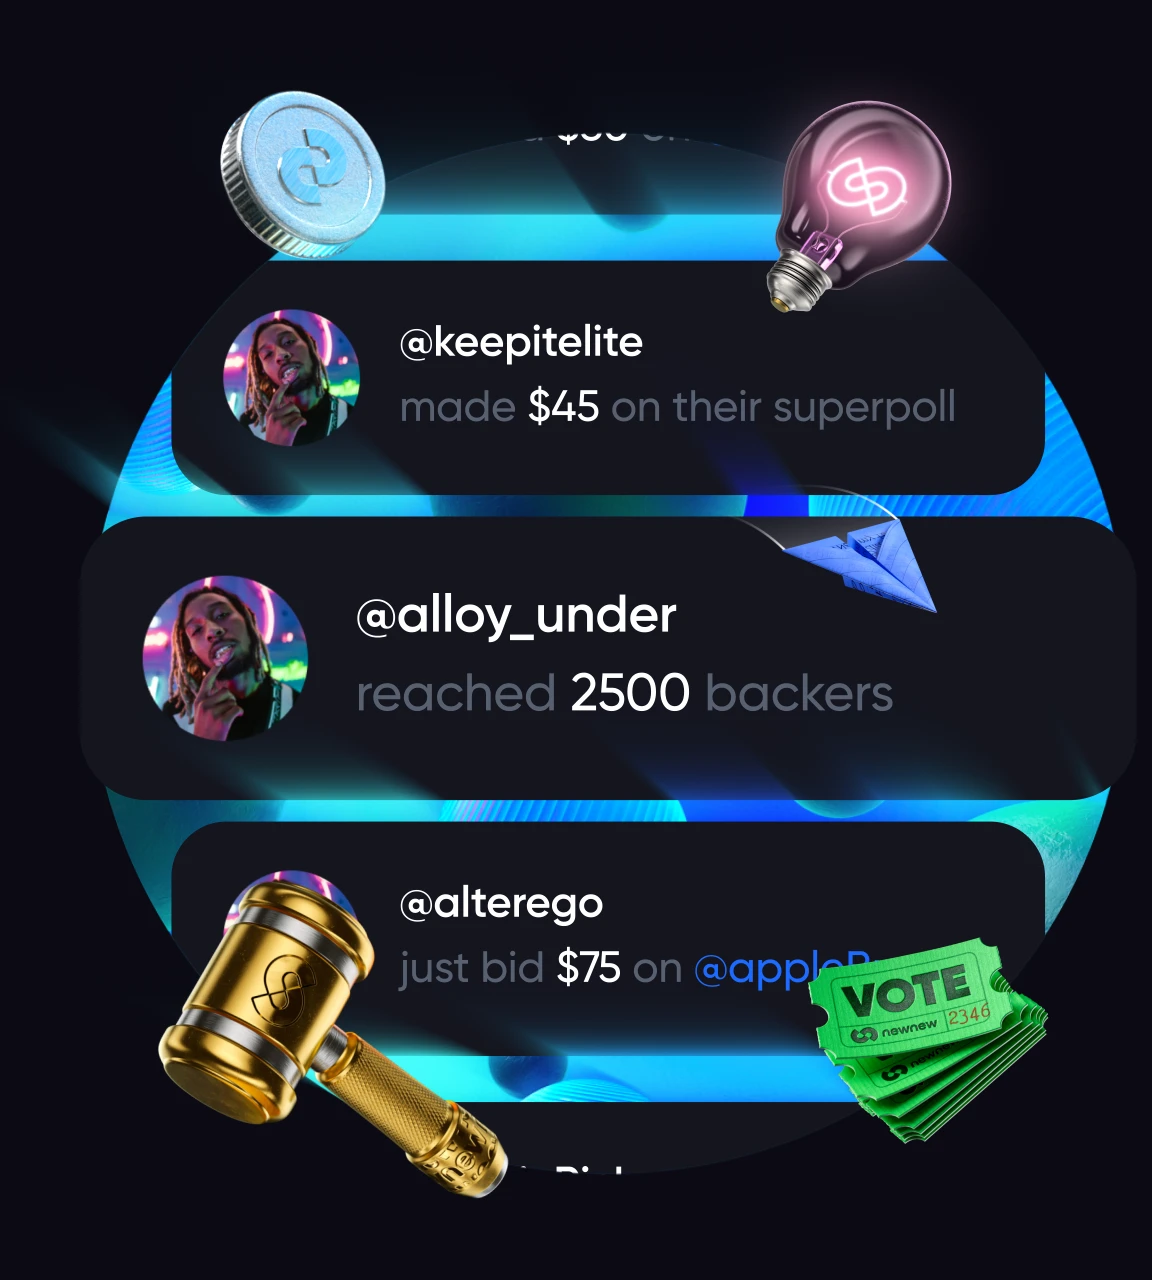 @keepitelite
made $45 on their superpoll
@alloy_under
reached 2500 backers
@alterego
just bid $75 on
VOTE
newnew 2346